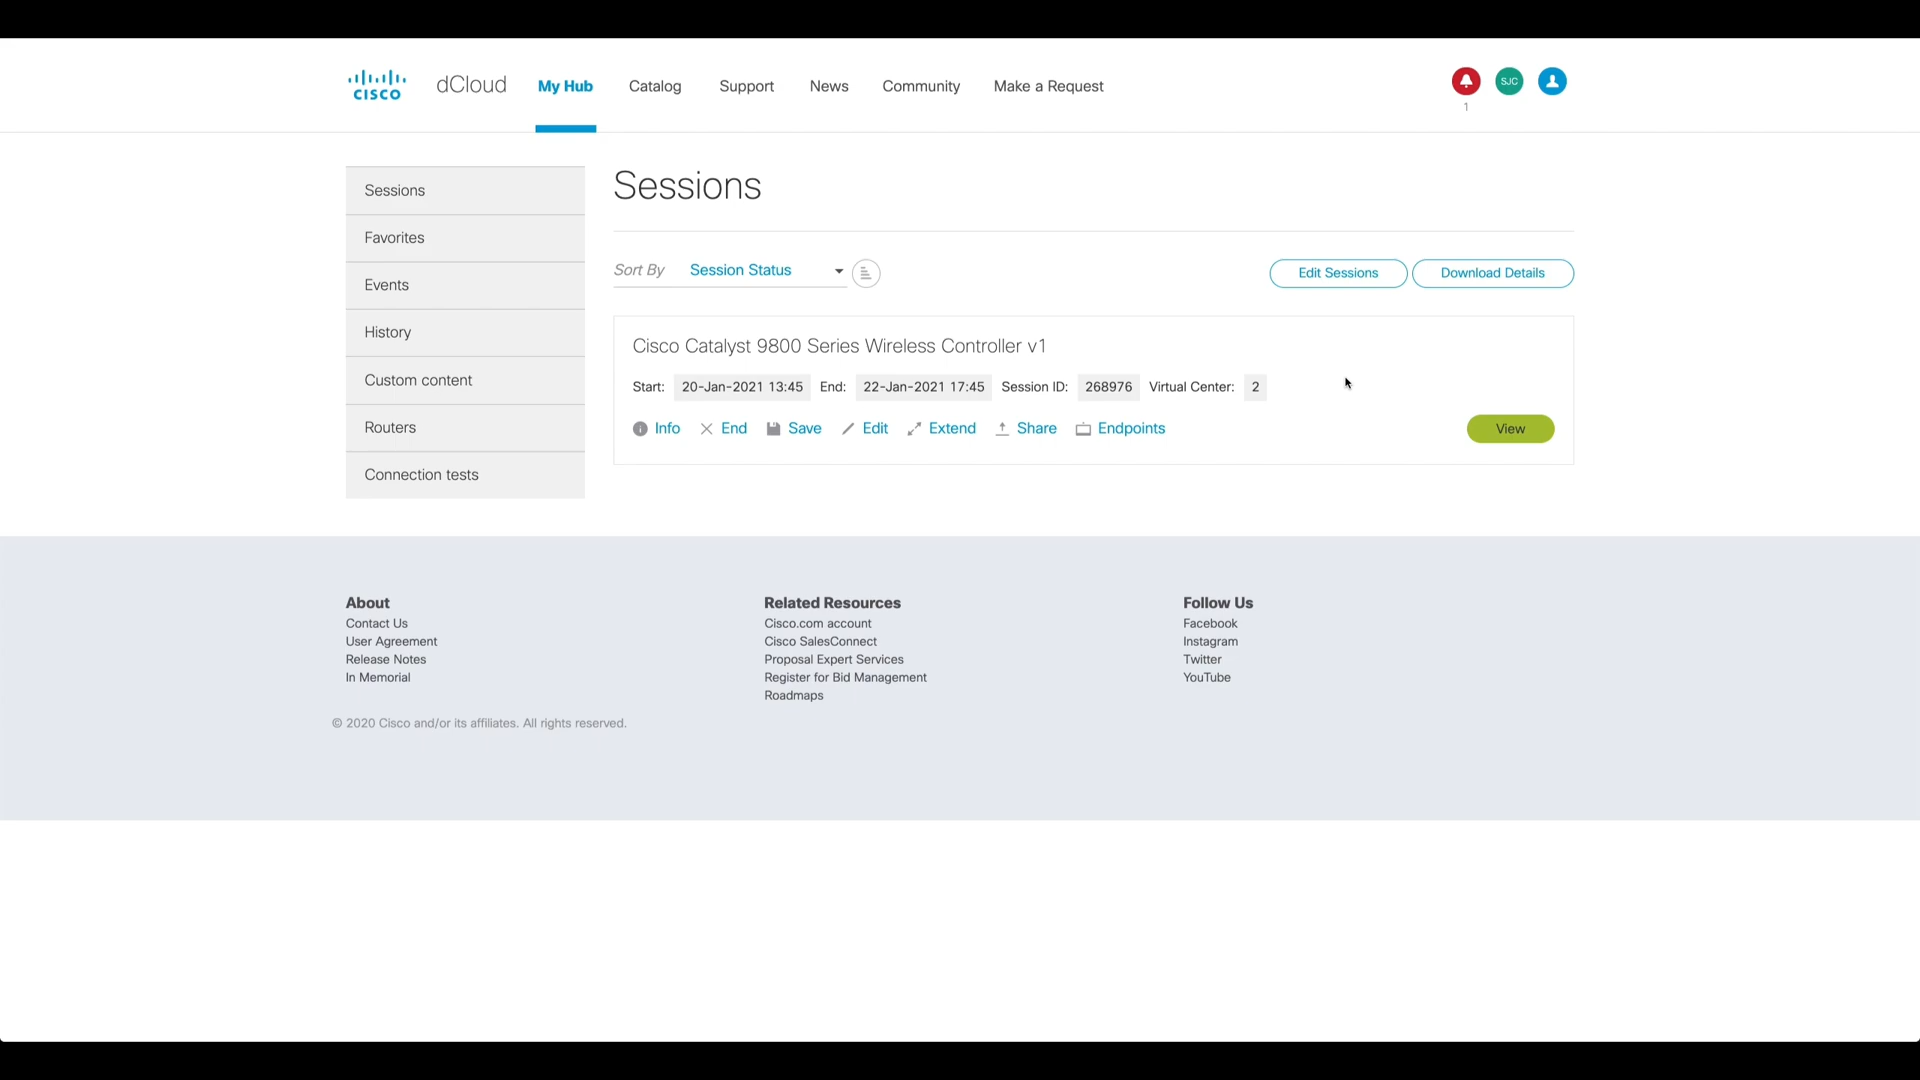 CISCO dCloud My Hub Catalog Support News Community Make a Request SJC
1
Sessions
Favorites
Events
History
Custom content
Routers
Connection tests
Sessions
Sort By Session Status Edit Sessions Download Details
Cisco Catalyst 9800 Series Wireless Controller v1
Start: 20-Jan-2021 13:45 End: 22-Jan-2021 17:45 Session ID: 268976 Virtual Center: 2
Info End Save Edit Extend Share Endpoints View
About
Contact Us
User Agreement
Release Notes
In Memorial
Related Resources
Cisco.com account
Cisco SalesConnect
Proposal Expert Services
Register for Bid Management
Roadmaps
Follow Us
Facebook
Instagram
Twitter
YouTube
© 2020 Cisco and/or its affiliates. All rights reserved.